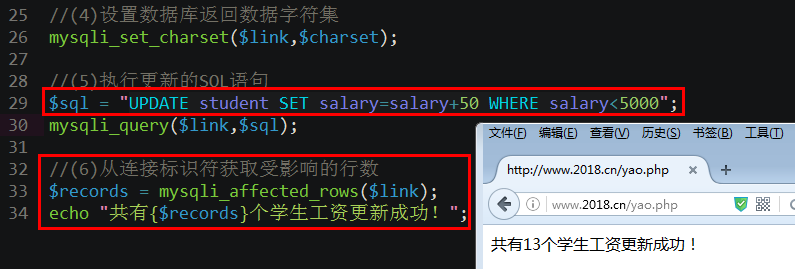 25 //(4)设置数据库返回数据字符集
26 mysqli_set_charset($link,$charset);
27
28 //(5)执行更新的SQL语句
29 $sql = "UPDATE student SET salary=salary+50 WHERE salary<5000";
30 mysqli_query($link,$sql);
31
32 //(6)从连接标识符获取受影响的行数
33 $records = mysqli_affected_rows($link);
34 echo "共有{$records}个学生工资更新成功！";
文件(F) 编辑(E) 查看(V) 历史(S) 书签(B) 工具(T)
http://www.2018.cn/yao.php
www.2018.cn/yao.php
共有13个学生工资更新成功！